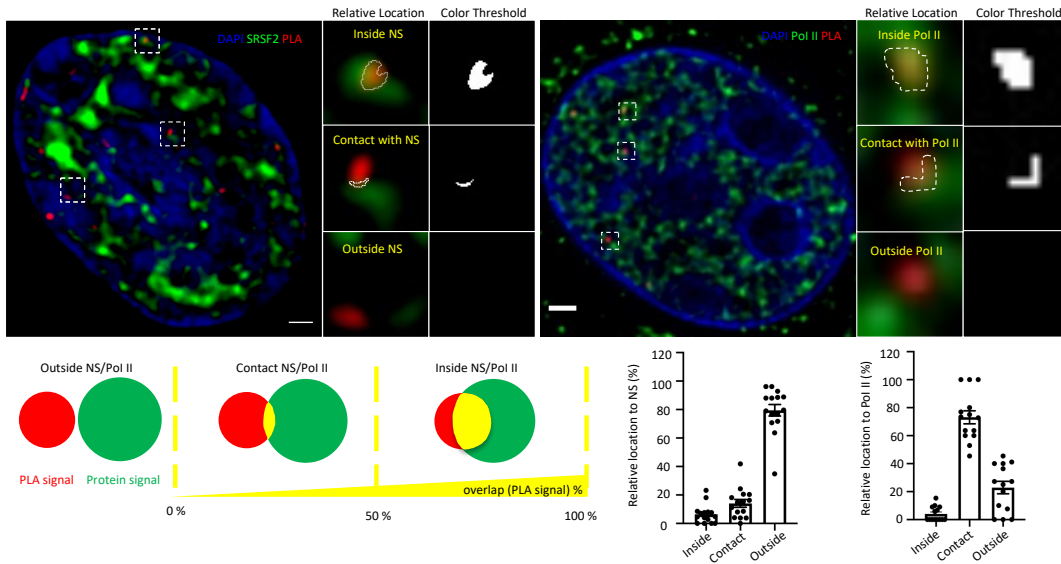 Relative Location
Color Threshold
DAPI SRSF2 PLA
Inside NS
Contact with NS
Outside NS
Relative Location
Color Threshold
DAPI Pol II PLA
Inside Pol II
Contact with Pol II
Outside Pol II
Outside NS/Pol II
Contact NS/Pol II
Inside NS/Pol II
PLA signal
Protein signal
overlap (PLA signal) %
0 %
50 %
100 %
Relative location to NS (%)
120
100
80
60
40
20
0
Inside
Contact
Outside
Relative location to Pol II (%)
120
100
80
60
40
20
0
Inside
Contact
Outside